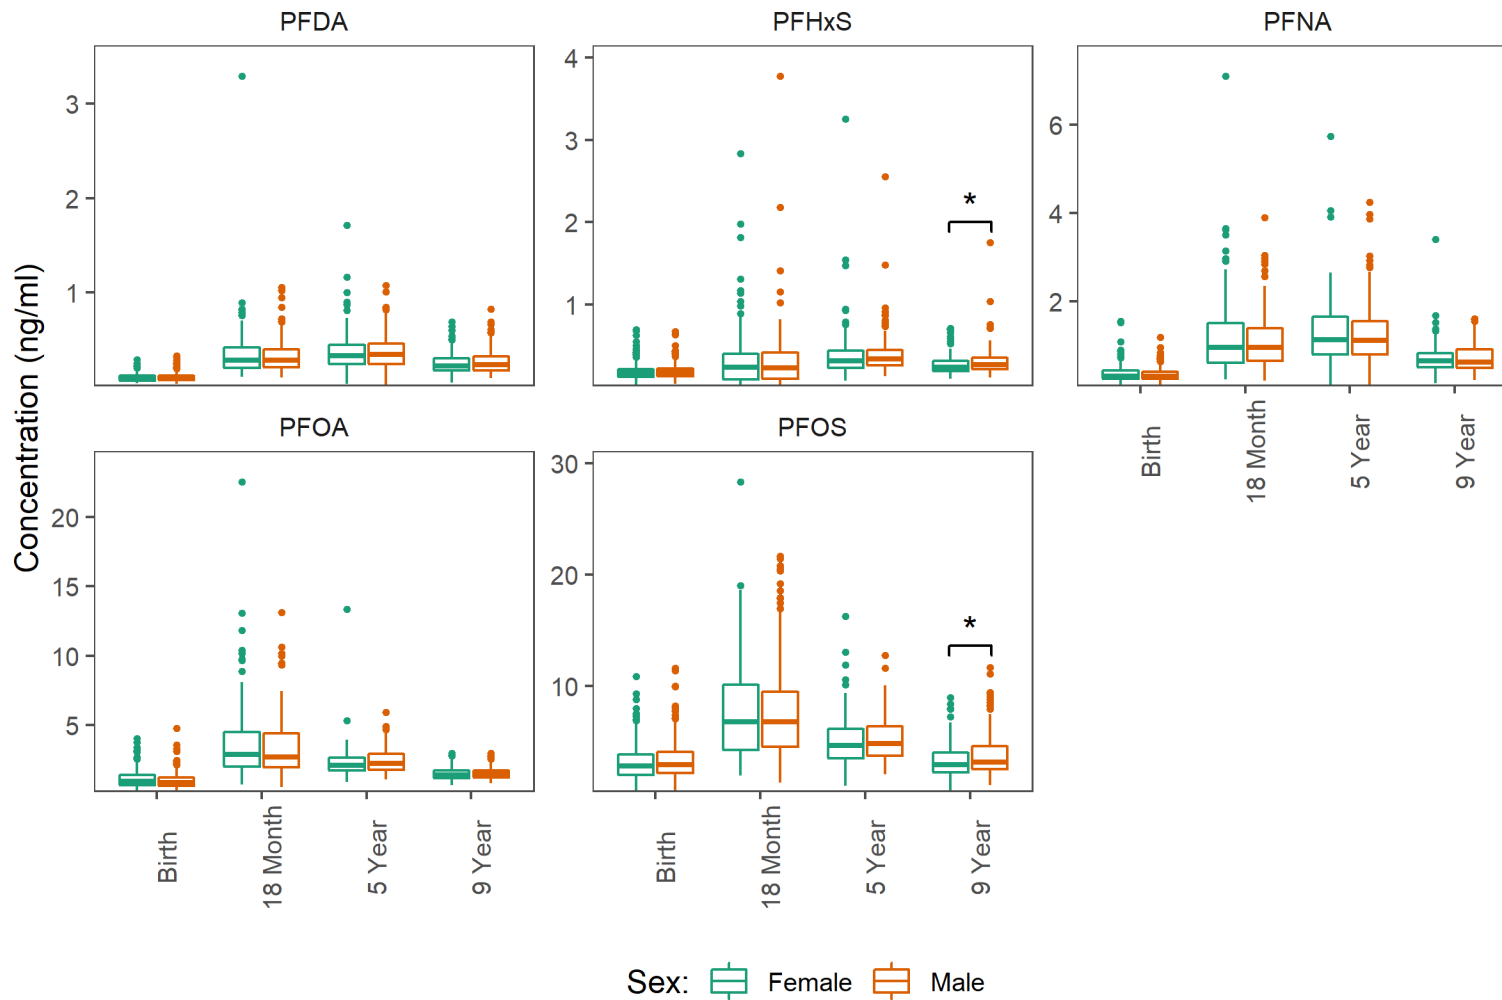 PFDA PFHxS PFNA
Concentration (ng/ml)
3
2
1
4
3
2
1
*
6
4
2
Birth
18 Month
5 Year
9 Year
PFOA PFOS
20
15
10
5
Birth
18 Month
5 Year
9 Year
30
20
10
*
Birth
18 Month
5 Year
9 Year
Sex: Female Male